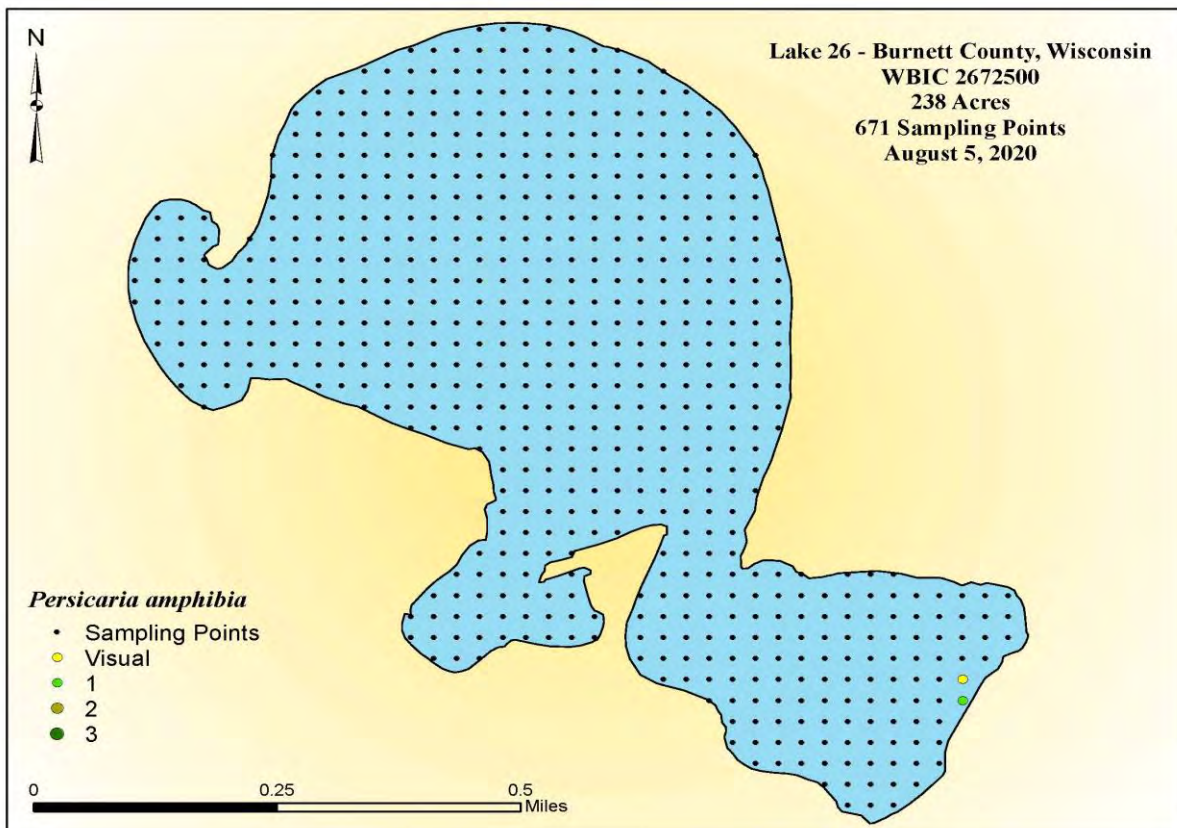 N
Lake 26 - Burnett County, Wisconsin
WBIC 2672500
238 Acres
671 Sampling Points
August 5, 2020
Persicaria amphibia
Sampling Points
Visual
1
2
3
0 0.25 0.5
Miles